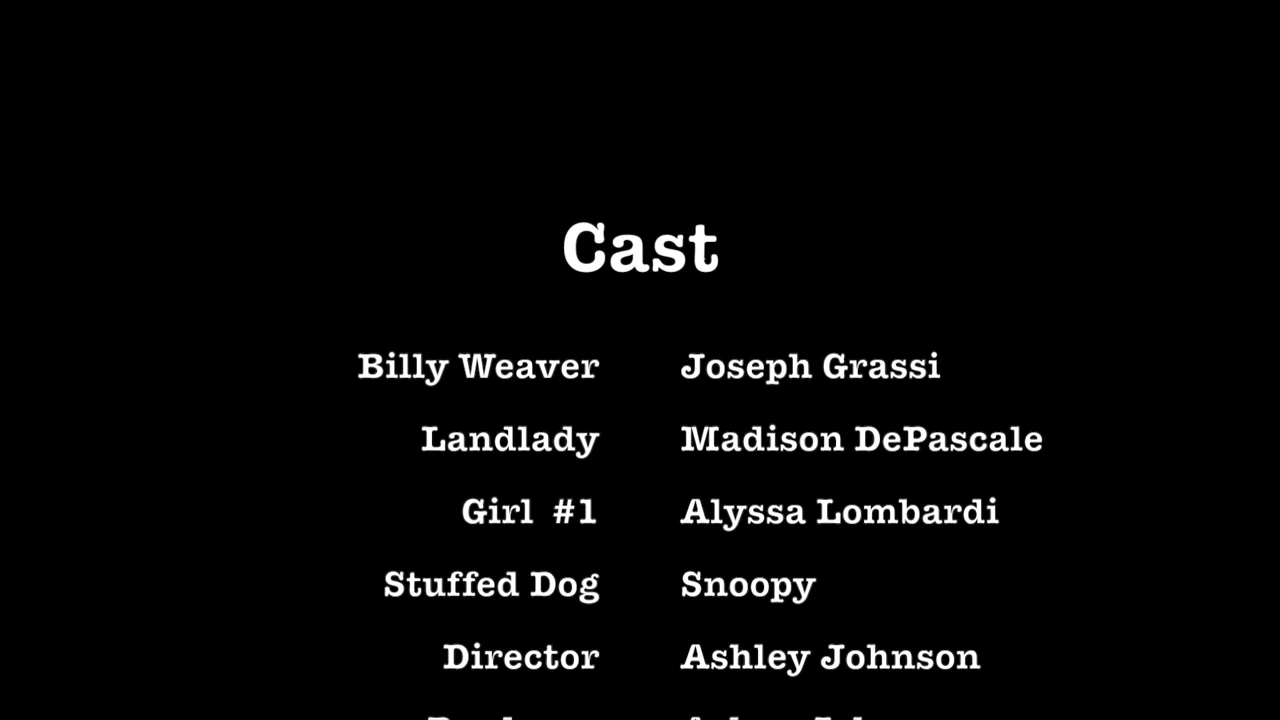 Cast
Billy Weaver Joseph Grassi
Landlady Madison DePascale
Girl #1 Alyssa Lombardi
Stuffed Dog Snoopy
Director Ashley Johnson